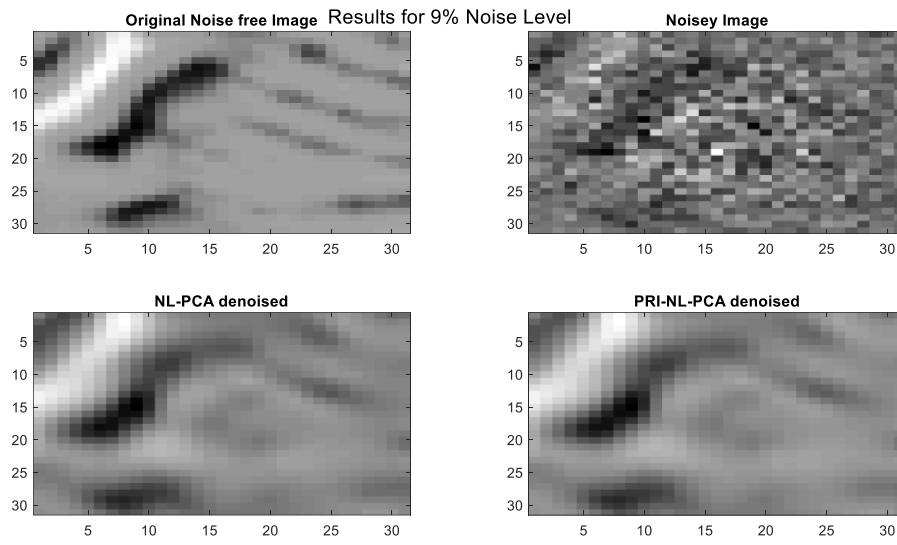 Results for 9% Noise Level
Original Noise free Image
5
10
15
20
25
30
5 10 15 20 25 30
Noisey Image
5
10
15
20
25
30
5 10 15 20 25 30
NL-PCA denoised
5
10
15
20
25
30
5 10 15 20 25 30
PRI-NL-PCA denoised
5
10
15
20
25
30
5 10 15 20 25 30